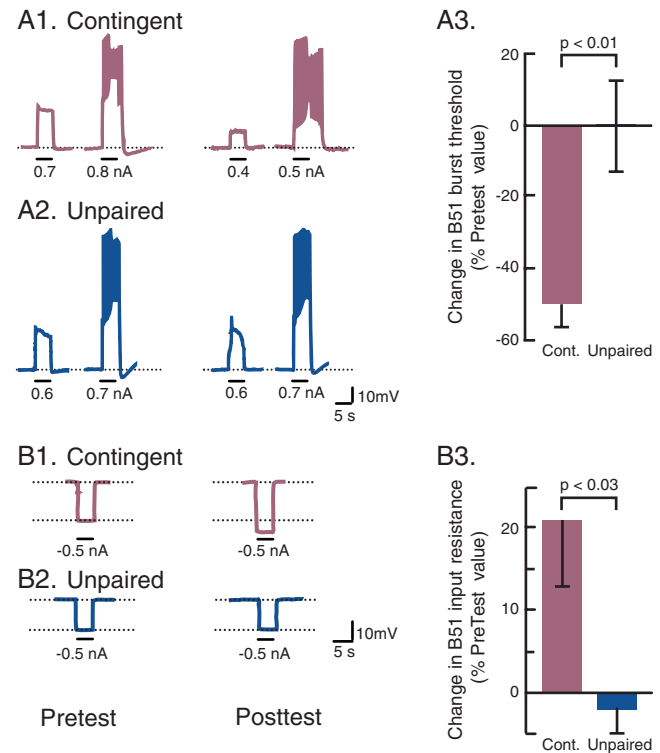 A1. Contingent
0.7
0.8 nA
0.4
0.5 nA
A2. Unpaired
0.6
0.7 nA
0.6
0.7 nA
10mV
5 s
A3.
p < 0.01
20
0
-20
-40
-60
Change in B51 burst threshold
(% Pretest value)
Cont.
Unpaired
B1. Contingent
-0.5 nA
-0.5 nA
B2. Unpaired
-0.5 nA
-0.5 nA
10mV
5 s
Pretest
Posttest
B3.
p < 0.03
20
10
0
Change in B51 input resistance
(% PreTest value)
Cont.
Unpaired